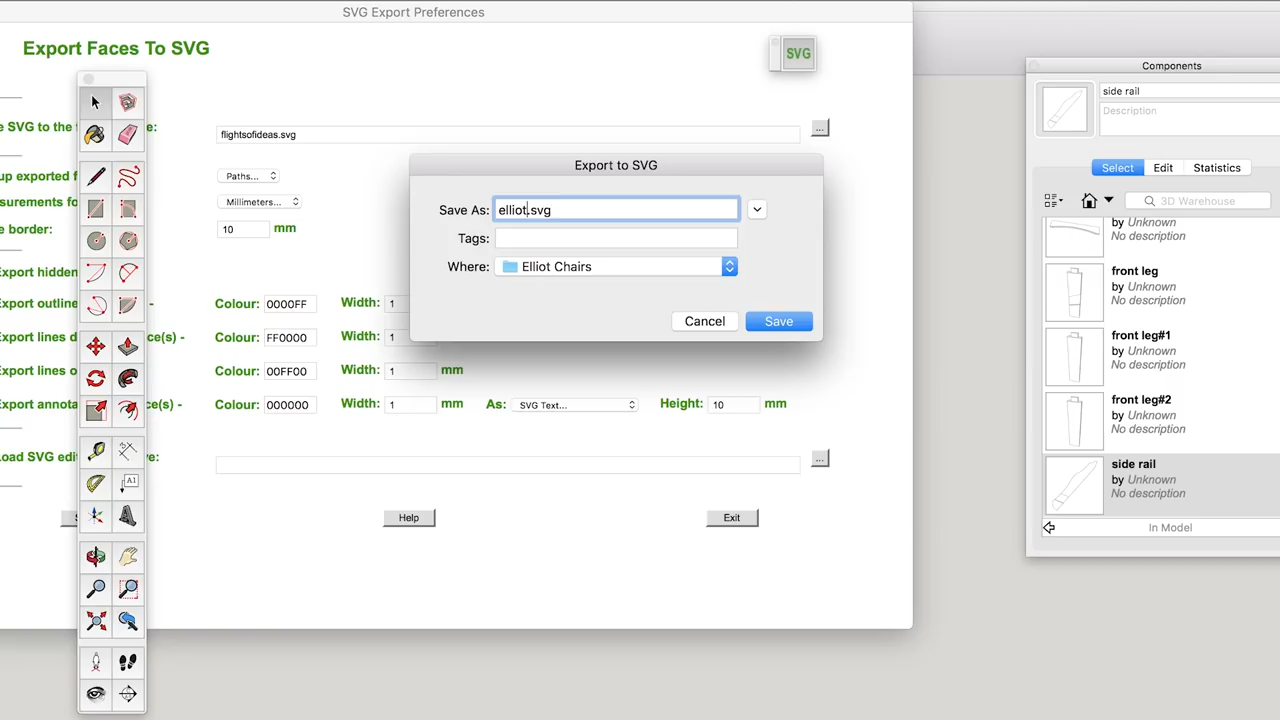 SVG Export Preferences
Export Faces To SVG
SVG
e SVG to the
e:
flightsofideas.svg
...
up exported f
Paths...
surements fo
Millimeters...
e border:
10
mm
Export hidden
Export outline
-
Colour:
0000FF
Width:
1
Export lines o
ce(s) -
Colour:
FF0000
Width:
1
Export lines o
Colour:
00FF00
Width:
1
mm
Export annota
ce(s) -
Colour:
000000
Width:
1
mm
As:
SVG Text...
Height:
10
mm
Load SVG edi
ve:
...
Help
Exit
A1
Export to SVG
Save As:
elliot.svg
Tags:
Where:
Elliot Chairs
Cancel
Save
Components
side rail
Description
Select
Edit
Statistics
3D Warehouse
by Unknown
No description
front leg
by Unknown
No description
front leg#1
by Unknown
No description
front leg#2
by Unknown
No description
side rail
by Unknown
No description
In Model